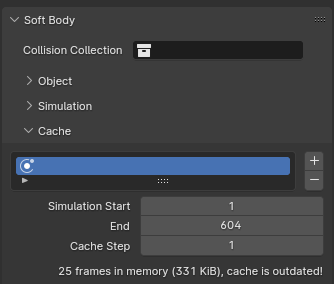 Soft Body
Collision Collection
Object
Simulation
Cache
+
−
Simulation Start 1
End 604
Cache Step 1
25 frames in memory (331 KiB), cache is outdated!